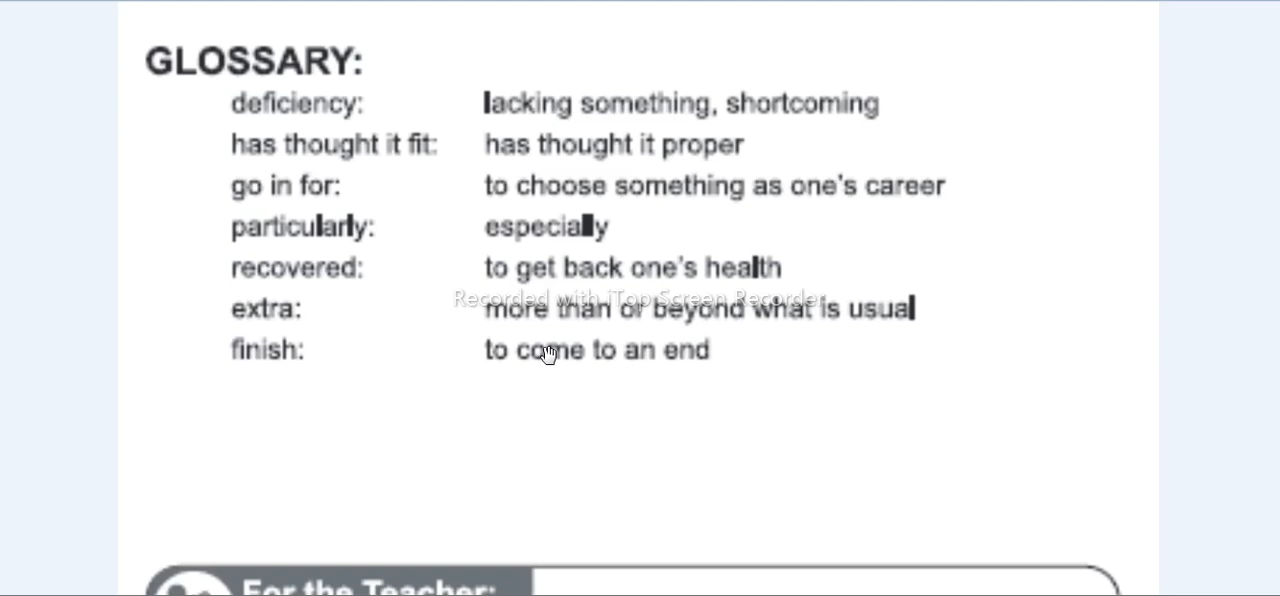 GLOSSARY:
deficiency: lacking something, shortcoming
has thought it fit: has thought it proper
go in for: to choose something as one's career
particularly: especially
recovered: to get back one's health
Recorded with iTop Screen Recorder
extra: more than or beyond what is usual
finish: to come to an end
For the Teacher: